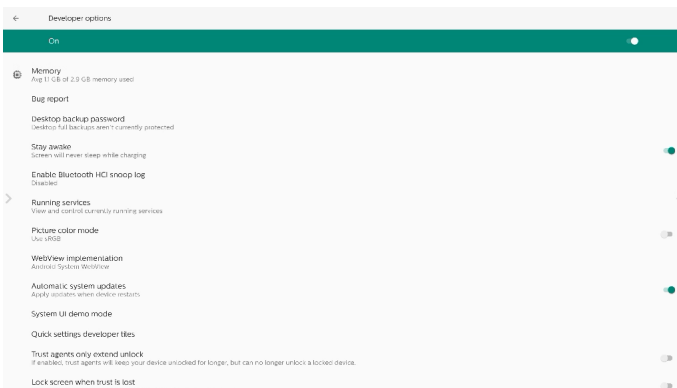 Developer options
On
Memory
Avg 1.1 GB of 2.9 GB memory used
Bug report
Desktop backup password
Desktop full backups aren't currently protected
Stay awake
Screen will never sleep while charging
Enable Bluetooth HCI snoop log
Disabled
Running services
View and control currently running services
Picture color mode
Use sRGB
WebView implementation
Android System WebView
Automatic system updates
Apply updates when device restarts
System UI demo mode
Quick settings developer tiles
Trust agents only extend unlock
If enabled, trust agents will keep your device unlocked for longer, but can no longer unlock a locked device.
Lock screen when trust is lost